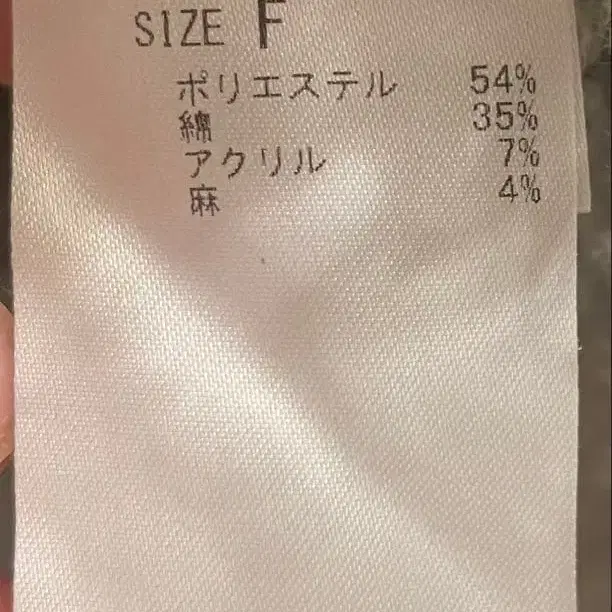 SIZE F
ポリエステル 54%
綿 35%
アクリル 7%
麻 4%